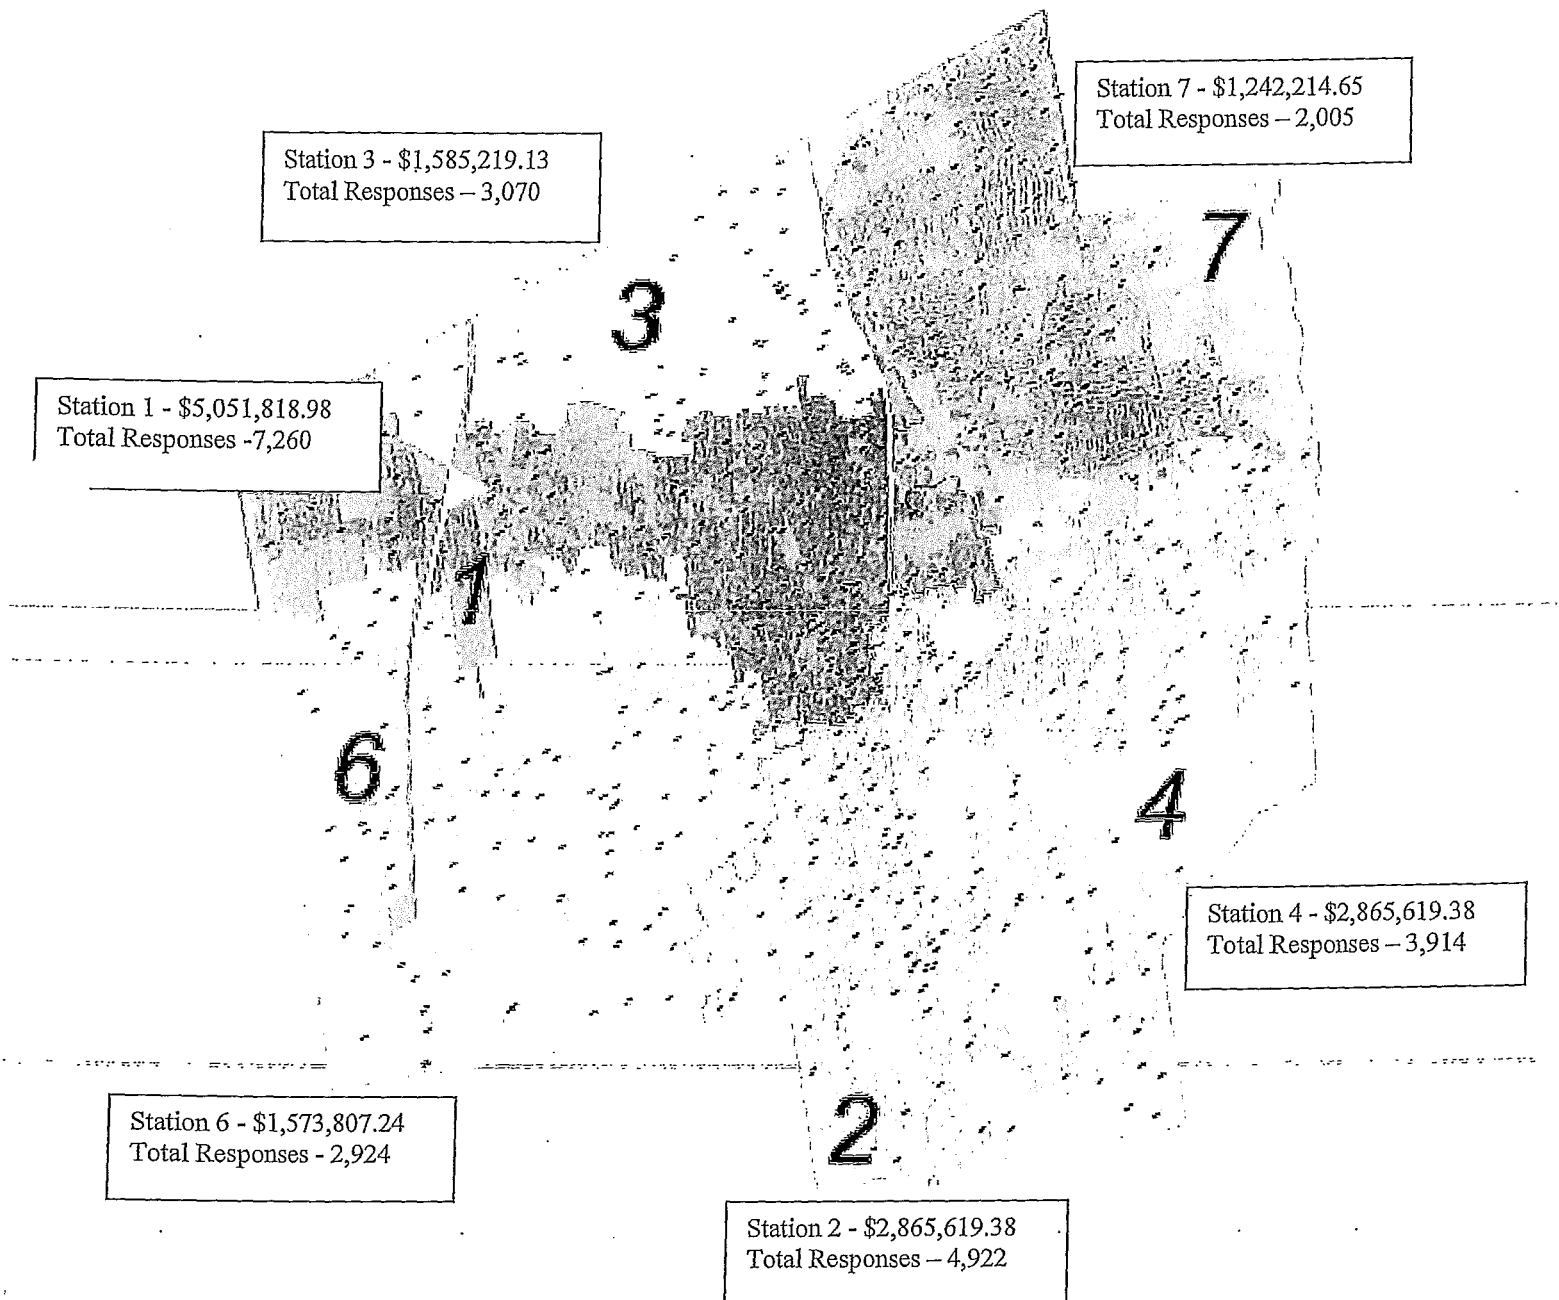 Station 7 - $1,242,214.65
Total Responses – 2,005
Station 3 - $1,585,219.13
Total Responses – 3,070
7
3
Station 1 - $5,051,818.98
Total Responses -7,260
1
6
4
Station 4 - $2,865,619.38
Total Responses – 3,914
Station 6 - $1,573,807.24
Total Responses - 2,924
2
Station 2 - $2,865,619.38
Total Responses – 4,922